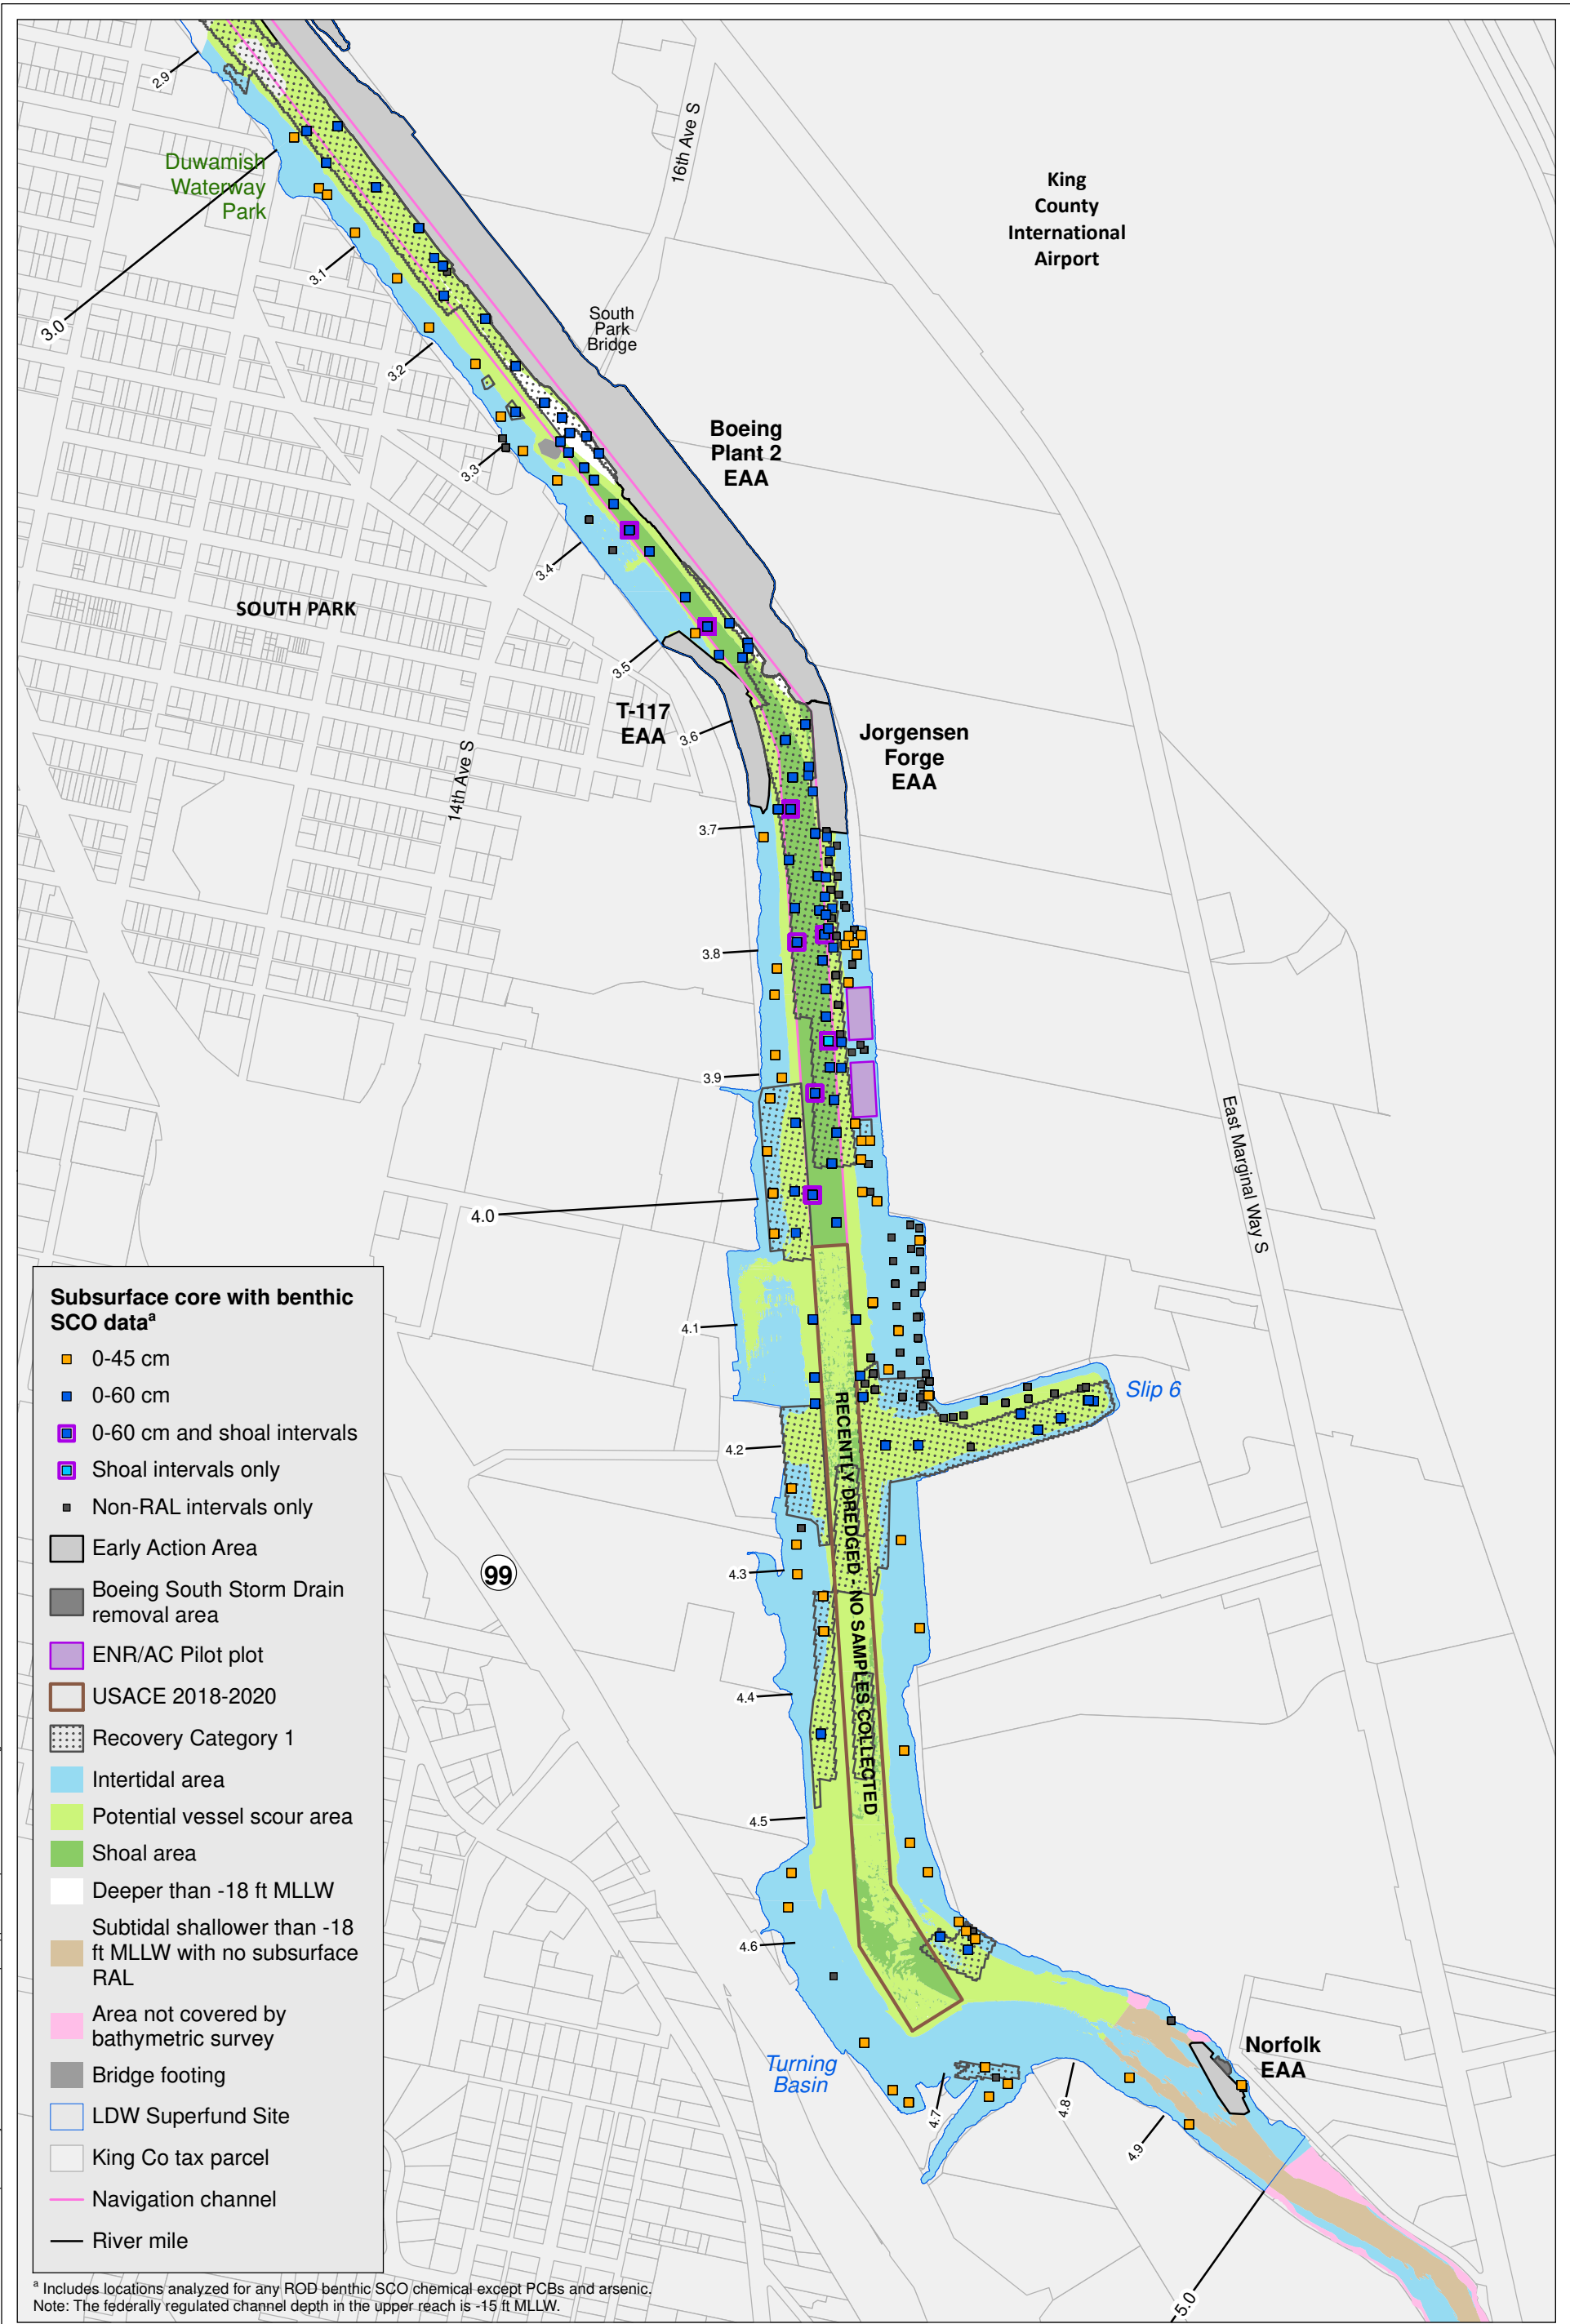 2.9
16th Ave S
Duwamish
Waterway
Park
King
County
International
Airport
3.1
3.0
South
Park
Bridge
3.2
Boeing
Plant 2
EAA
3.3
3.4
SOUTH PARK
3.5
T-117
EAA
3.6
Jorgensen
Forge
EAA
14th Ave S
3.7
3.8
3.9
East Marginal Way S
4.0
4.1
Slip 6
4.2
RECENTLY DREDGED - NO SAMPLES COLLECTED
4.3
99
4.4
4.5
4.6
Turning
Basin
4.7
4.8
4.9
Norfolk
EAA
5.0
Subsurface core with benthic
SCO dataª
0-45 cm
0-60 cm
0-60 cm and shoal intervals
Shoal intervals only
Non-RAL intervals only
Early Action Area
Boeing South Storm Drain
removal area
ENR/AC Pilot plot
USACE 2018-2020
Recovery Category 1
Intertidal area
Potential vessel scour area
Shoal area
Deeper than -18 ft MLLW
Subtidal shallower than -18
ft MLLW with no subsurface
RAL
Area not covered by
bathymetric survey
Bridge footing
LDW Superfund Site
King Co tax parcel
Navigation channel
River mile
ª Includes locations analyzed for any ROD benthic SCO chemical except PCBs and arsenic.
Note: The federally regulated channel depth in the upper reach is -15 ft MLLW.